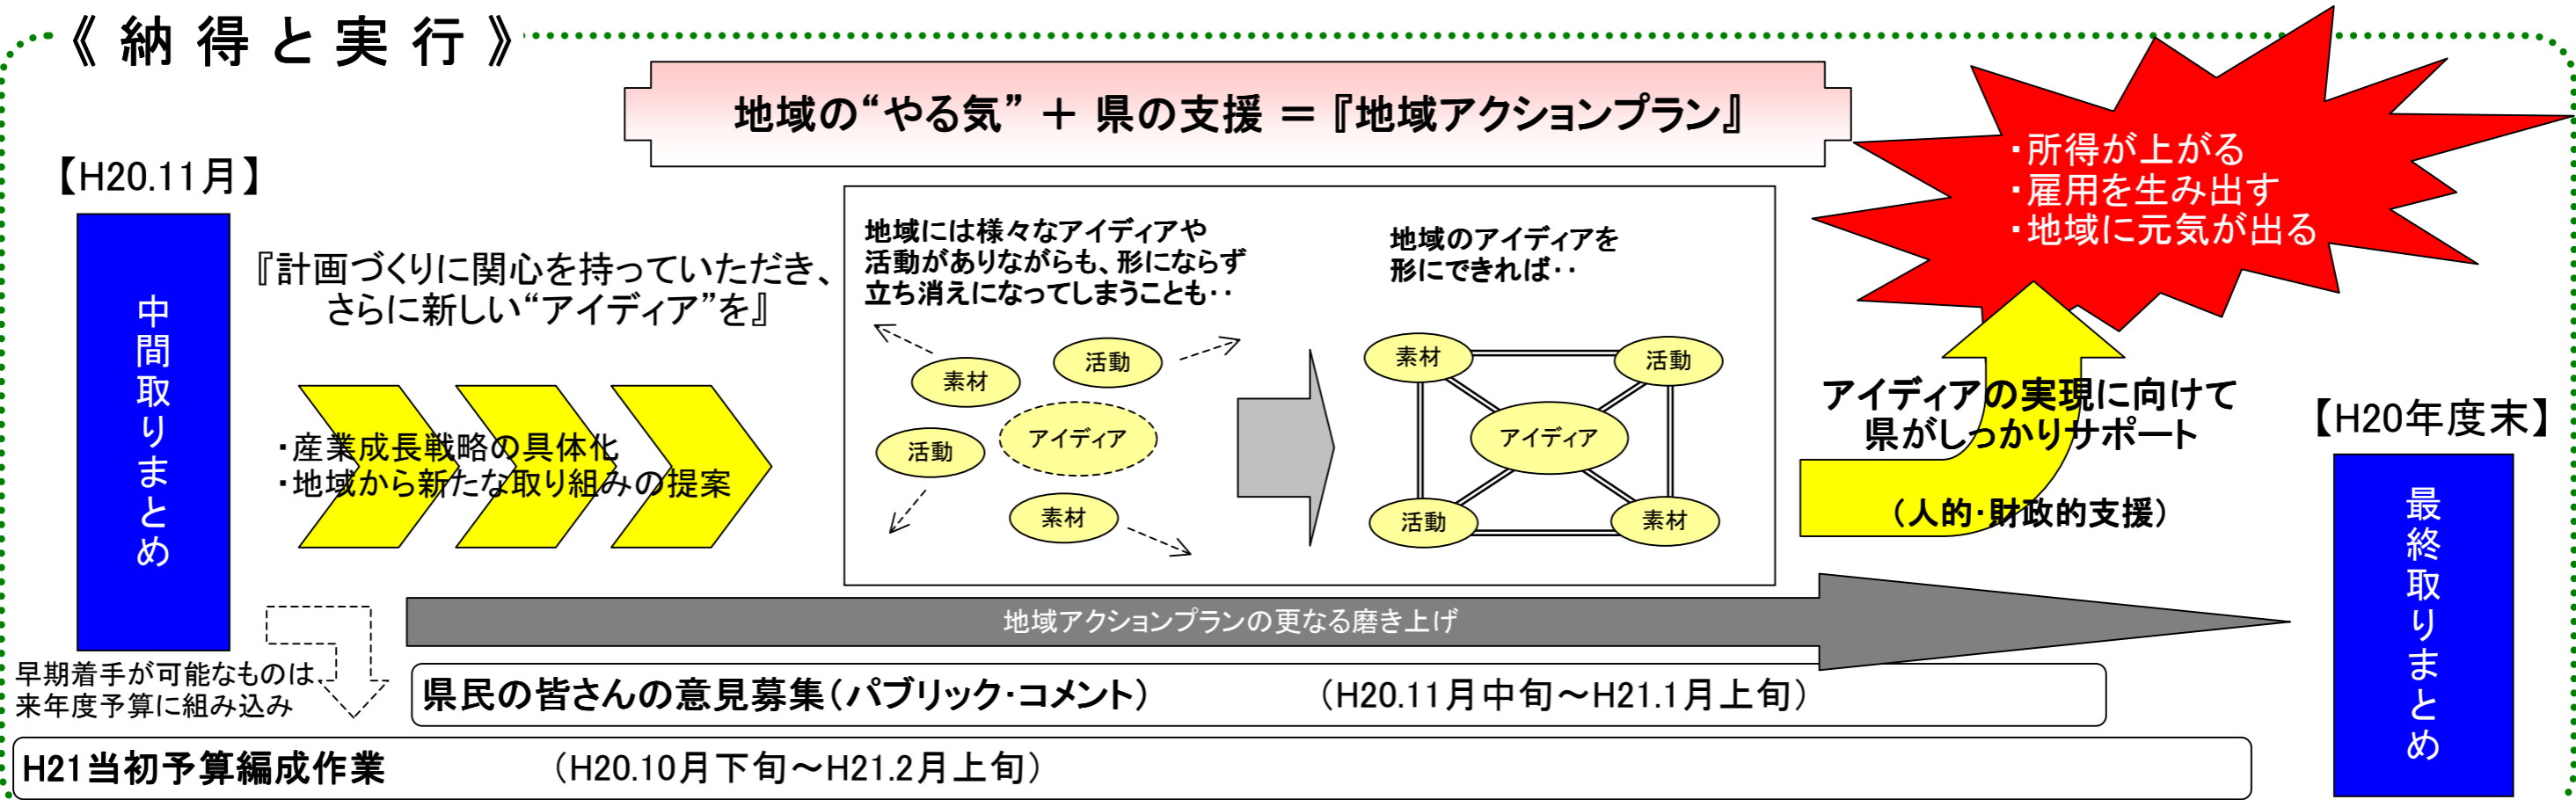 《 納 得 と 実 行 》
地域の“やる気” ＋ 県の支援 ＝『地域アクションプラン』
・所得が上がる
・雇用を生み出す
・地域に元気が出る
【H20.11月】
中間取りまとめ
『計画づくりに関心を持っていただき、
さらに新しい“アイディア”を』
・産業成長戦略の具体化
・地域から新たな取り組みの提案
地域には様々なアイディアや
活動がありながらも、形にならず
立ち消えになってしまうことも‥
素材
活動
活動
アイディア
素材
地域のアイディアを
形にできれば‥
素材
活動
アイディア
活動
素材
アイディアの実現に向けて
県がしっかりサポート
（人的・財政的支援）
【H20年度末】
最終取りまとめ
地域アクションプランの更なる磨き上げ
早期着手が可能なものは
来年度予算に組み込み
県民の皆さんの意見募集（パブリック・コメント） （H20.11月中旬～H21.1月上旬）
H21当初予算編成作業 （H20.10月下旬～H21.2月上旬）